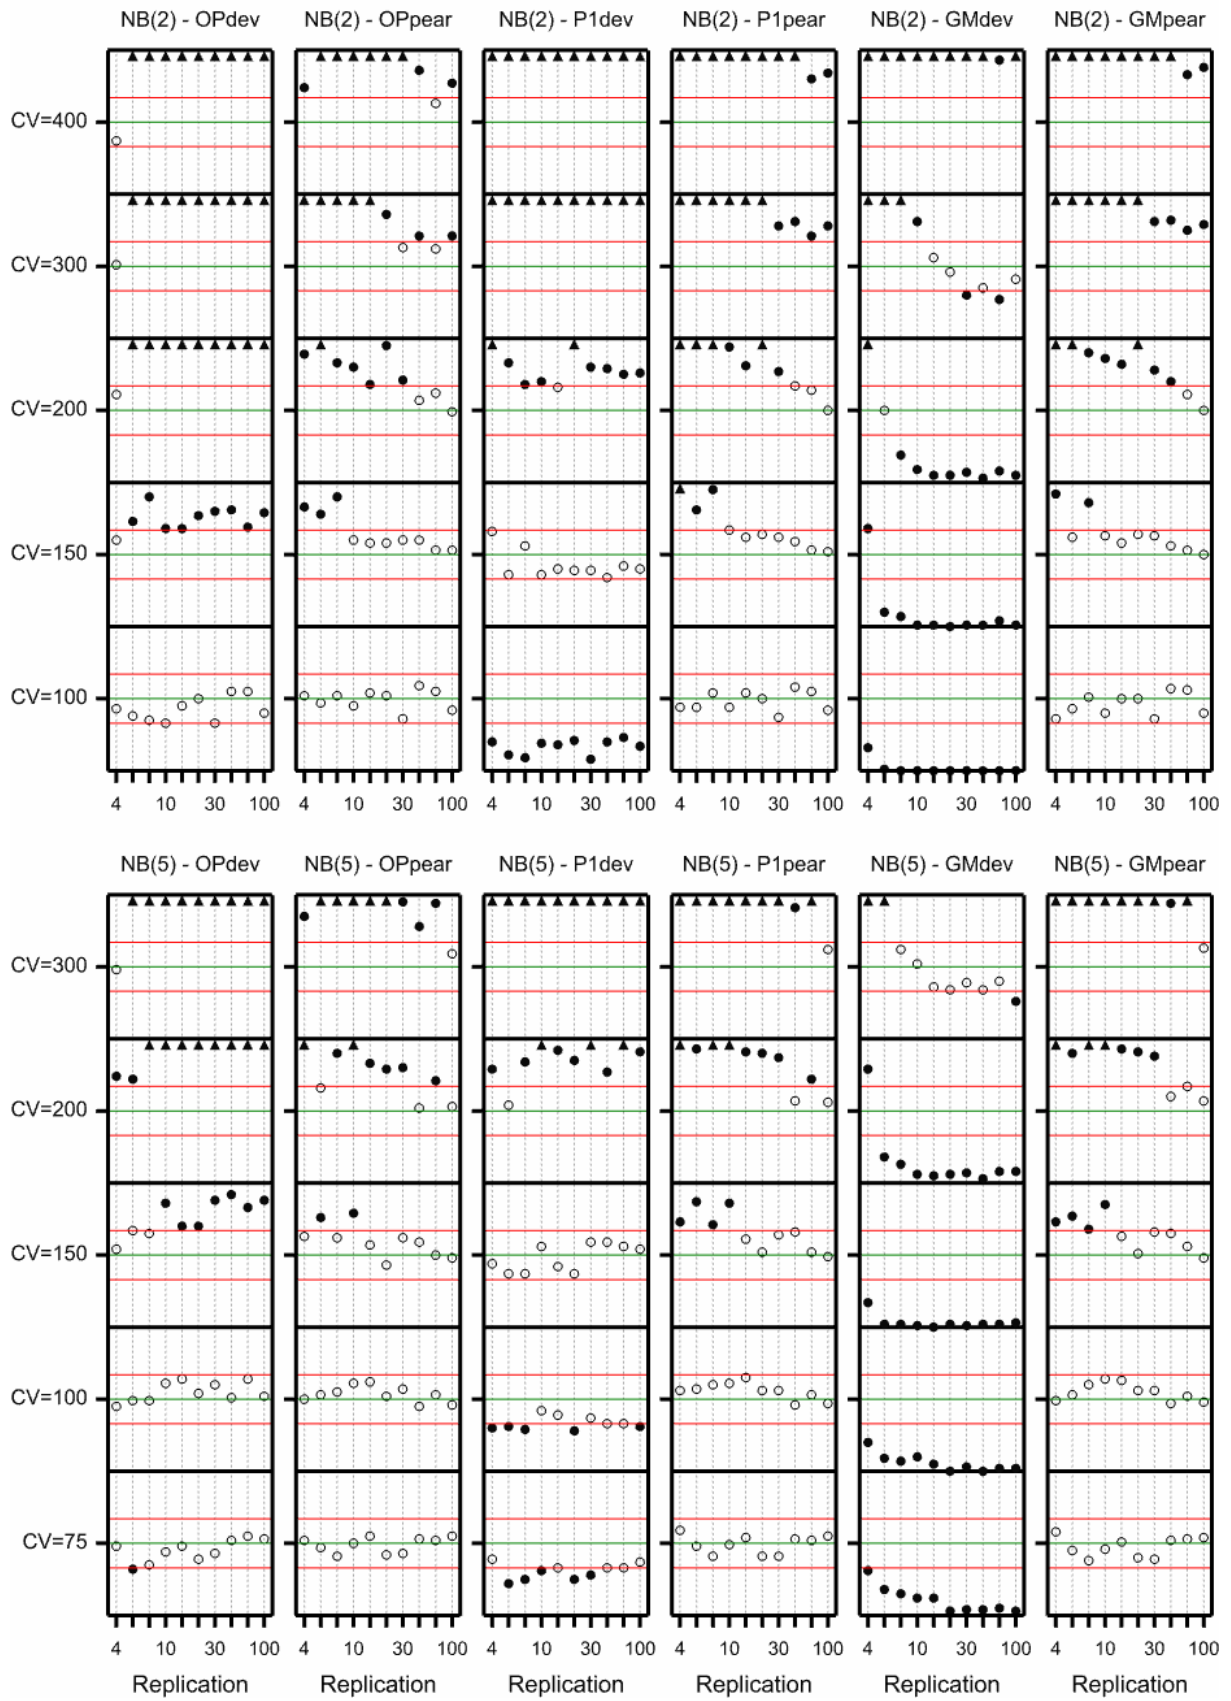 NB(2) - OPdev NB(2) - OPpear NB(2) - P1dev NB(2) - P1pear NB(2) - GMdev NB(2) - GMpear
CV=400
CV=300
CV=200
CV=150
CV=100
4 10 30 100 4 10 30 100 4 10 30 100 4 10 30 100 4 10 30 100 4 10 30 100
NB(5) - OPdev NB(5) - OPpear NB(5) - P1dev NB(5) - P1pear NB(5) - GMdev NB(5) - GMpear
CV=300
CV=200
CV=150
CV=100
CV=75
4 10 30 100 4 10 30 100 4 10 30 100 4 10 30 100 4 10 30 100 4 10 30 100
Replication Replication Replication Replication Replication Replication